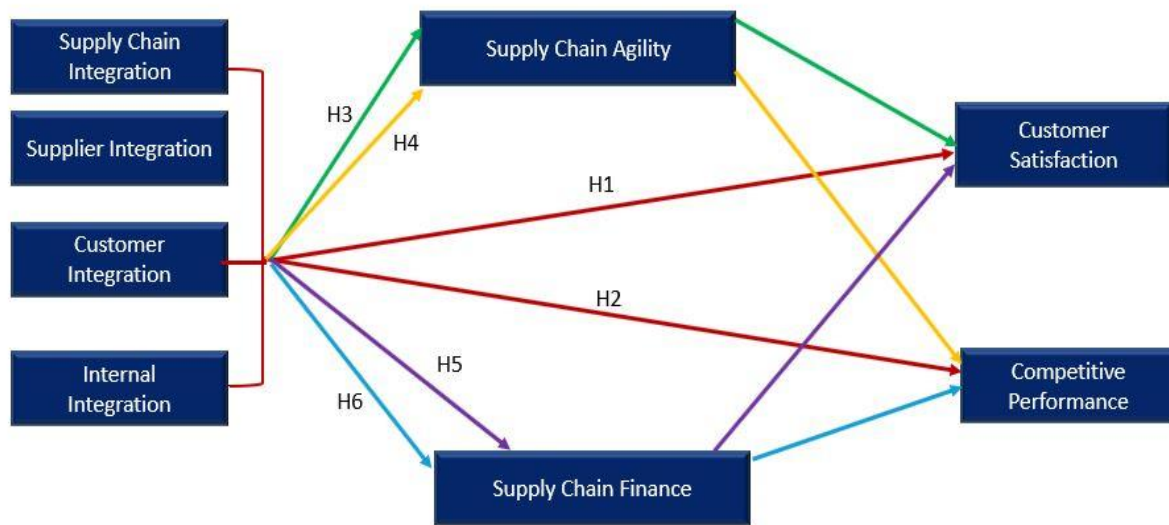 Supply Chain
Integration
Supplier Integration
Customer
Integration
Internal
Integration
Supply Chain Agility
H3
H4
H1
H2
H5
H6
Supply Chain Finance
Customer
Satisfaction
Competitive
Performance